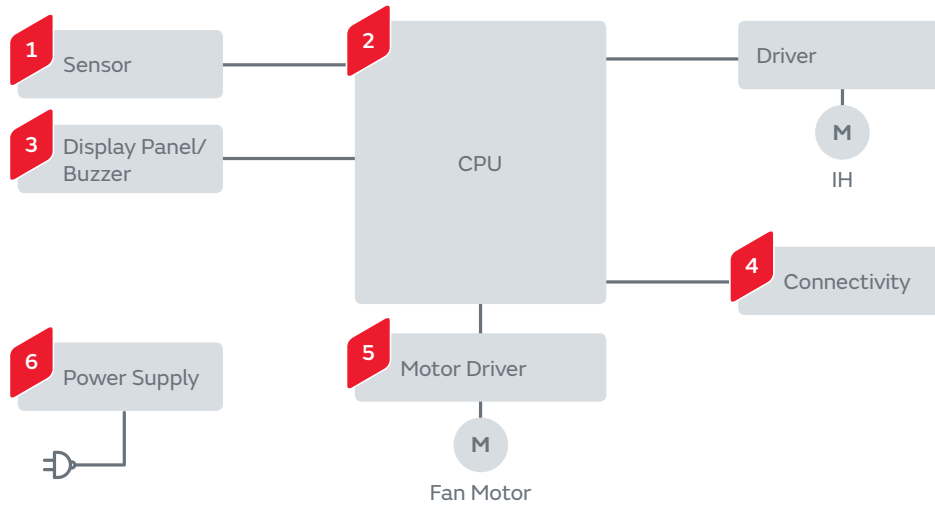 1
Sensor
2
CPU
Driver
M
IH
3
Display Panel/
Buzzer
4
Connectivity
5
Motor Driver
M
Fan Motor
6
Power Supply